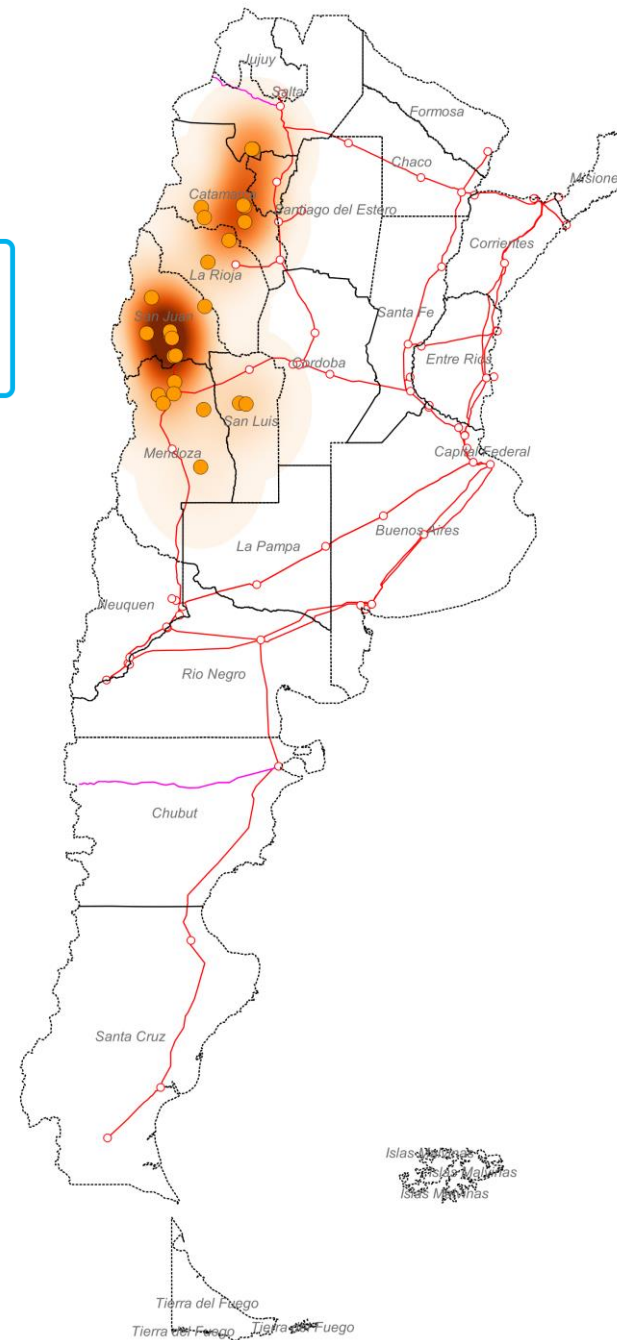 Jujuy
Salta
Formosa
Chaco
Misione
Catamarca
Santiago del Estero
Corrientes
La Rioja
San Juan
Santa Fe
Entre Rios
Cordoba
San Luis
Mendoza
Capital Federal
Buenos Aires
La Pampa
Neuquen
Rio Negro
Chubut
Santa Cruz
Islas Malvinas
Islas Malvinas
Islas Malvinas
Tierra del Fuego
Tierra del Fuego
Tierra del Fuego